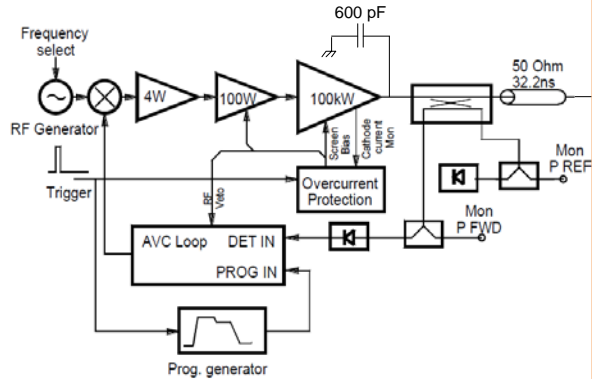 600 pF
Frequency
select
50 Ohm
32.2ns
4W
100W
100kW
RF Generator
Screen
Bias
Cathode
current
Mon
Mon
P REF
Trigger
RF
Veto
Overcurrent
Protection
Mon
P FWD
AVC Loop
DET IN
PROG IN
Prog. generator